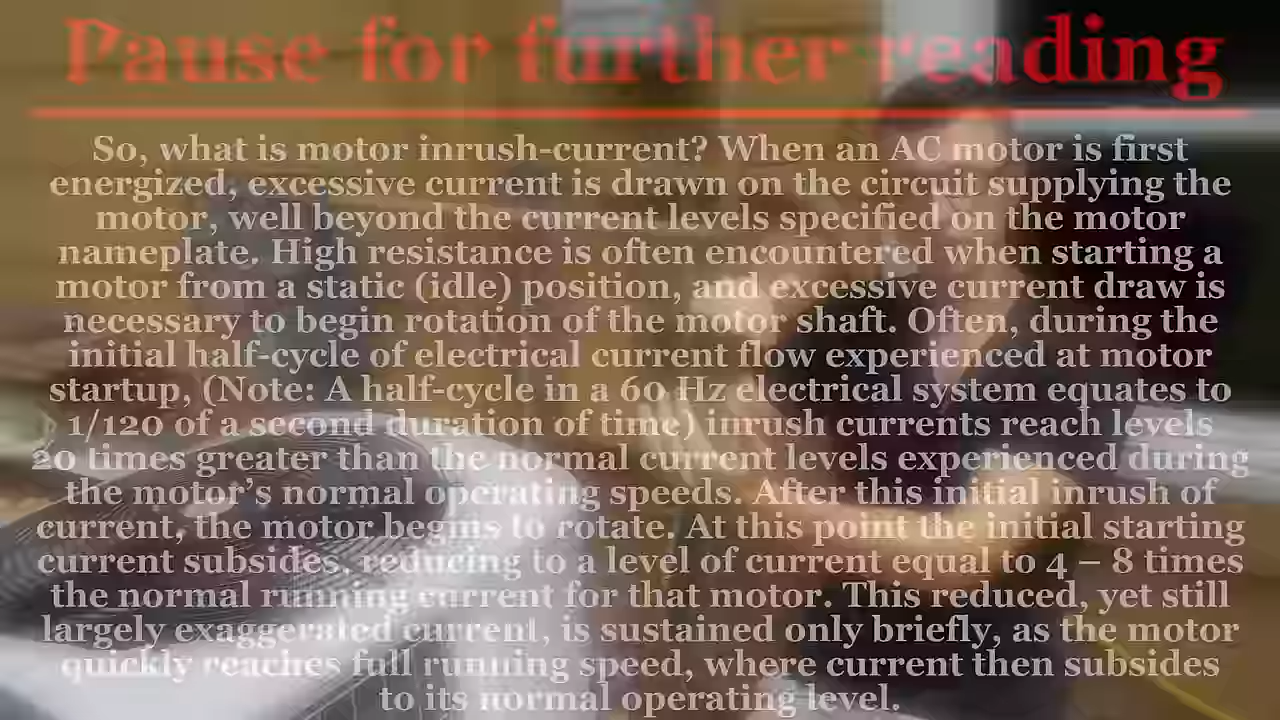 Pause for further reading
So, what is motor inrush-current? When an AC motor is first
energized, excessive current is drawn on the circuit supplying the
motor, well beyond the current levels specified on the motor
nameplate. High resistance is often encountered when starting a
motor from a static (idle) position, and excessive current draw is
necessary to begin rotation of the motor shaft. Often, during the
initial half-cycle of electrical current flow experienced at motor
startup, (Note: A half-cycle in a 60 Hz electrical system equates to
1/120 of a second duration of time) inrush currents reach levels
20 times greater than the normal current levels experienced during
the motor’s normal operating speeds. After this initial inrush of
current, the motor begins to rotate. At this point the initial starting
current subsides, reducing to a level of current equal to 4 – 8 times
the normal running current for that motor. This reduced, yet still
largely exaggerated current, is sustained only briefly, as the motor
quickly reaches full running speed, where current then subsides
to its normal operating level.